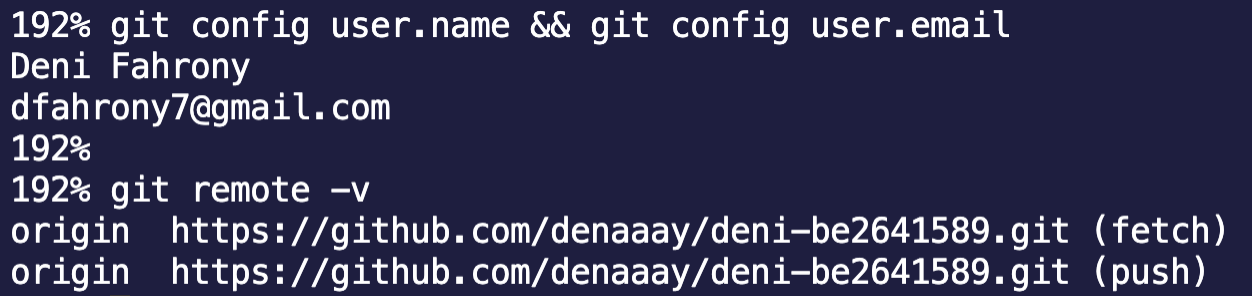 192% git config user.name && git config user.email
Deni Fahrony
dfahrony7@gmail.com
192%
192% git remote -v
origin  https://github.com/denaaay/deni-be2641589.git (fetch)
origin  https://github.com/denaaay/deni-be2641589.git (push)